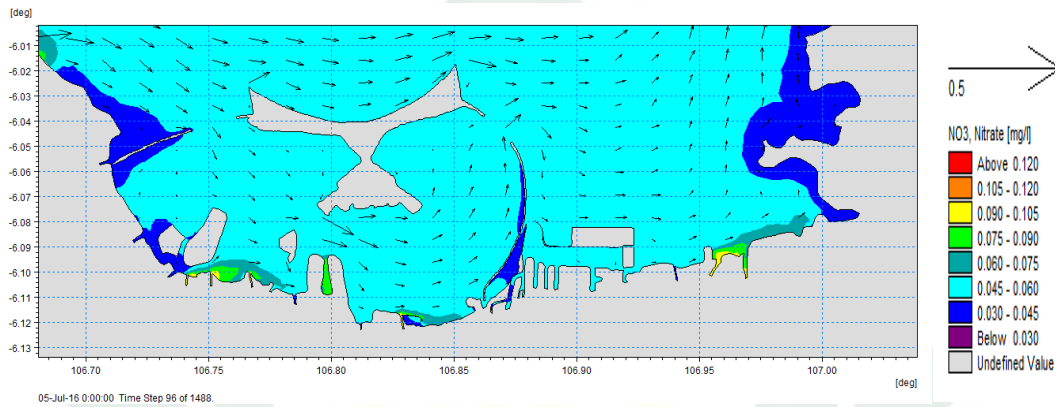 [deg]
-6.01
-6.02
-6.03
-6.04
-6.05
-6.06
-6.07
-6.08
-6.09
-6.10
-6.11
-6.12
-6.13
106.70 106.75 106.80 106.85 106.90 106.95 107.00
[deg]
05-Jul-16 0:00:00 Time Step 96 of 1488.
0.5
NO3, Nitrate [mg/l]
Above 0.120
0.105 - 0.120
0.090 - 0.105
0.075 - 0.090
0.060 - 0.075
0.045 - 0.060
0.030 - 0.045
Below 0.030
Undefined Value